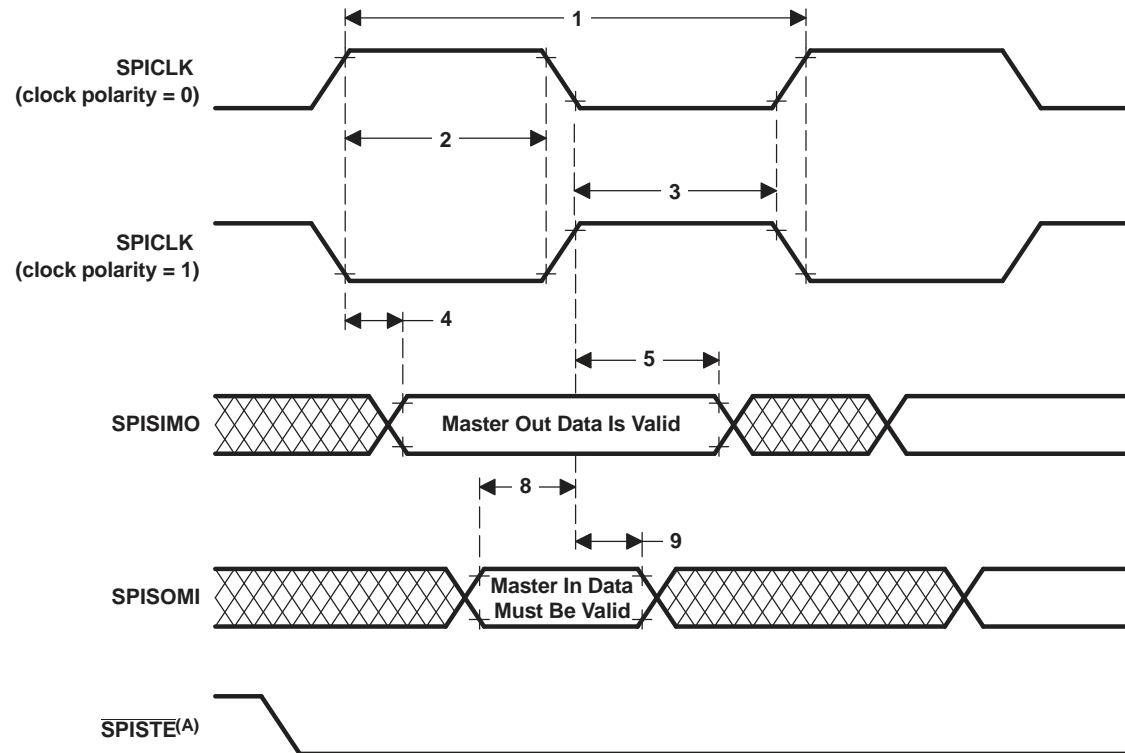 1
SPICLK
(clock polarity = 0)
2
3
SPICLK
(clock polarity = 1)
4
5
SPISIMO
Master Out Data Is Valid
8
9
SPISOMI
Master In Data
Must Be Valid
SPISTE(A)